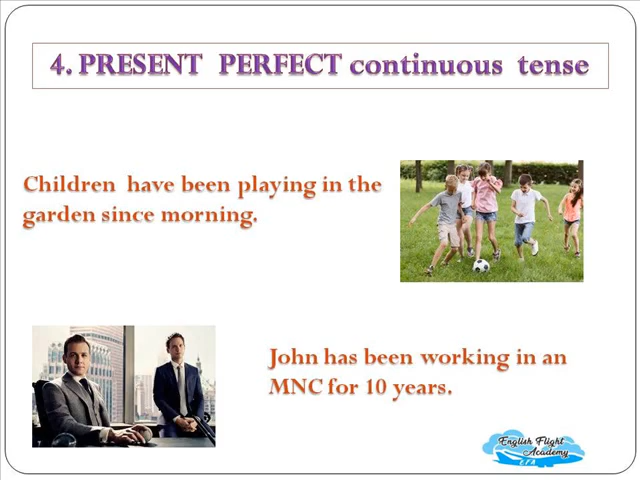 4. PRESENT PERFECT continuous tense
Children have been playing in the
garden since morning.
John has been working in an
MNC for 10 years.
English Flight
Academy
E.F.A